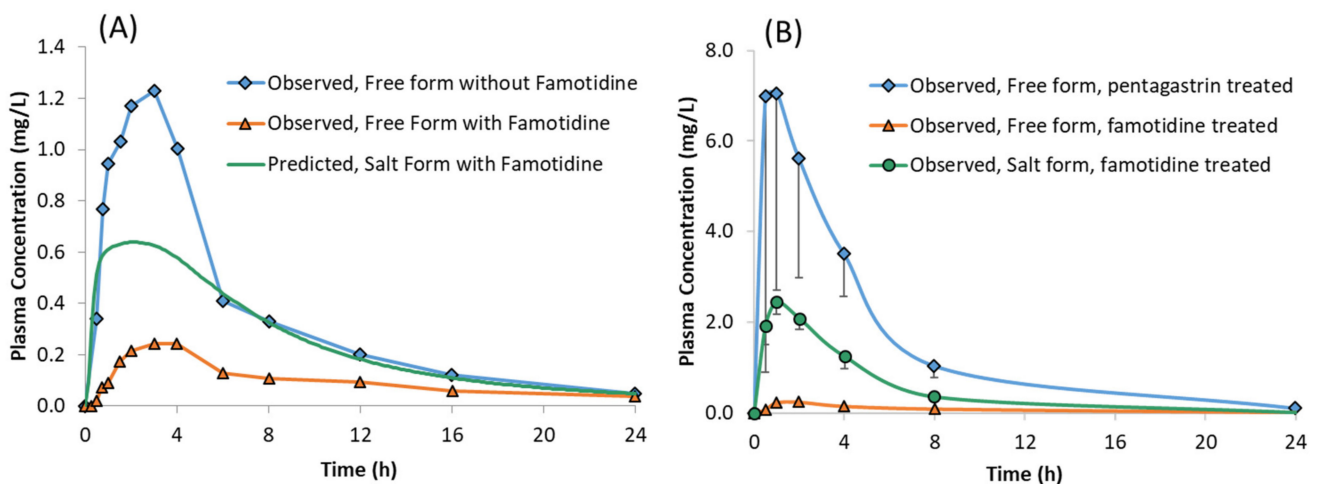 (A)
Plasma Concentration (mg/L)
1.4
1.2
1.0
0.8
0.6
0.4
0.2
0.0
Observed, Free form without Famotidine
Observed, Free Form with Famotidine
Predicted, Salt Form with Famotidine
0 4 8 12 16 20 24
Time (h)
(B)
Plasma Concentration (mg/L)
8.0
6.0
4.0
2.0
0.0
Observed, Free form, pentagastrin treated
Observed, Free form, famotidine treated
Observed, Salt form, famotidine treated
0 4 8 12 16 20 24
Time (h)